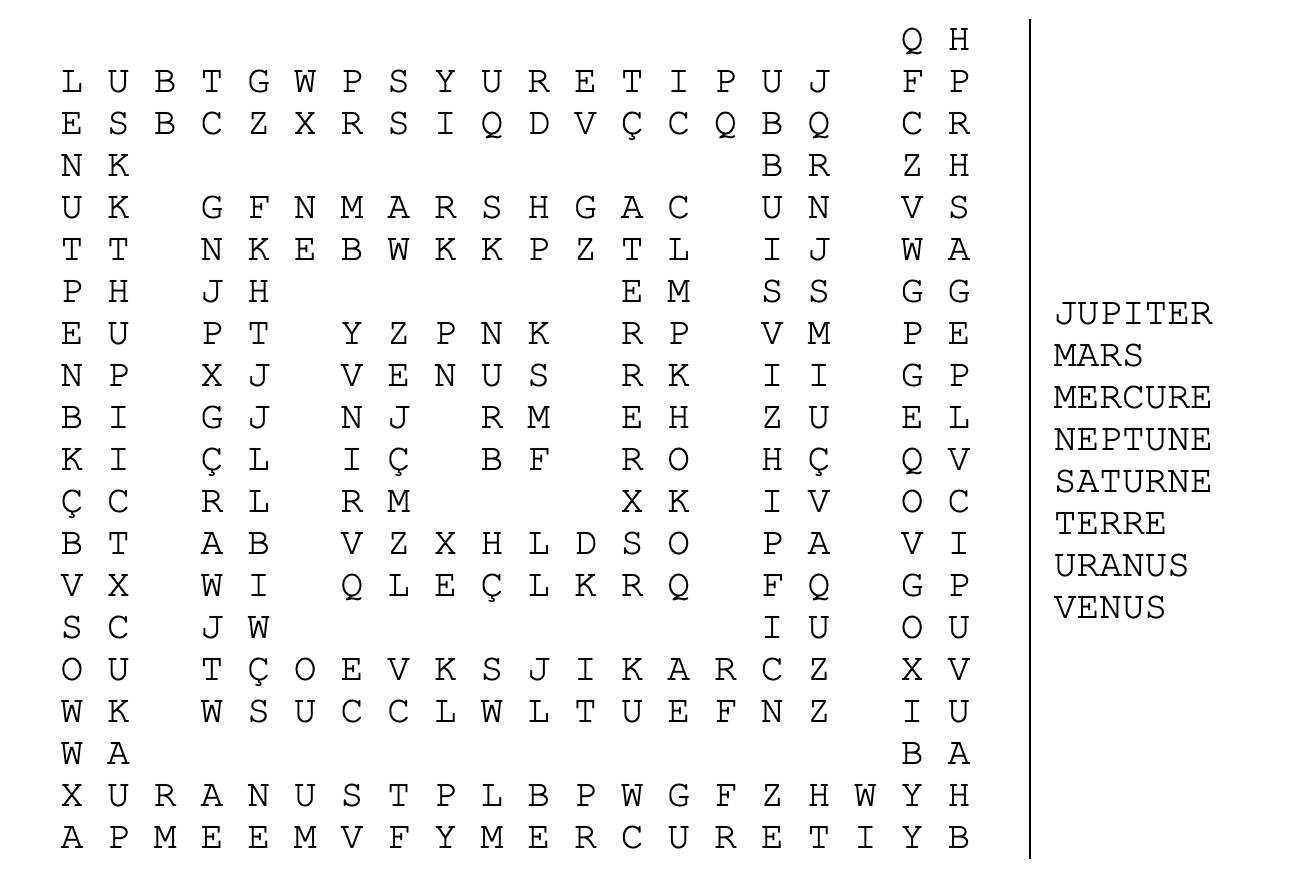 Q H
L U B T G W P S Y U R E T I P U J F P
E S B C Z X R S I Q D V Ç C Q B Q C R
N K B R Z H
U K G F N M A R S H G A C U N V S
T T N K E B W K K P Z T L I J W A
P H J H E M S S G G
E U P T Y Z P N K R P V M P E
N P X J V E N U S R K I I G P
B I G J N J R M E H Z U E L
K I Ç L I Ç B F R O H Ç Q V
Ç C R L R M X K I V O C
B T A B V Z X H L D S O P A V I
V X W I Q L E Ç L K R Q F Q G P
S C J W I U O U
O U T Ç O E V K S J I K A R C Z X V
W K W S U C C L W L T U E F N Z I U
W A B A
X U R A N U S T P L B P W G F Z H W Y H
A P M E E M V F Y M E R C U R E T I Y B
JUPITER
MARS
MERCURE
NEPTUNE
SATURNE
TERRE
URANUS
VENUS